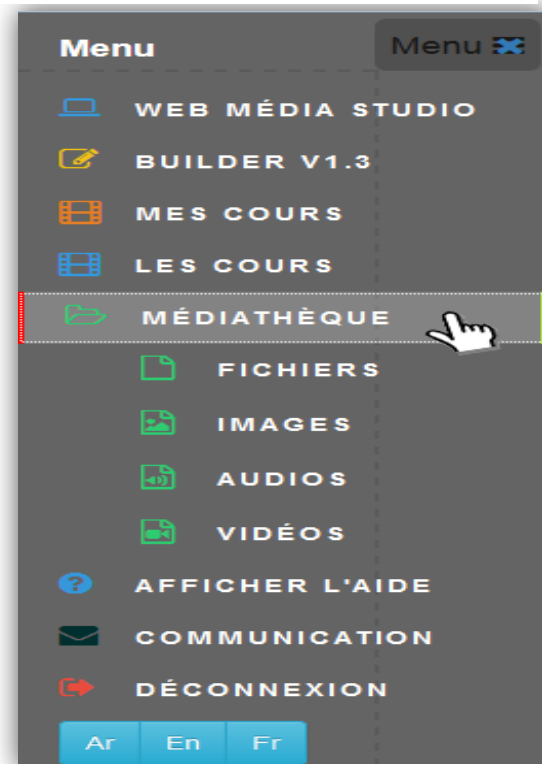 Menu Menu
WEB MÉDIA STUDIO
BUILDER V1.3
MES COURS
LES COURS
MÉDIATHÈQUE
FICHIERS
IMAGES
AUDIOS
VIDÉOS
AFFICHER L'AIDE
COMMUNICATION
DÉCONNEXION
Ar En Fr